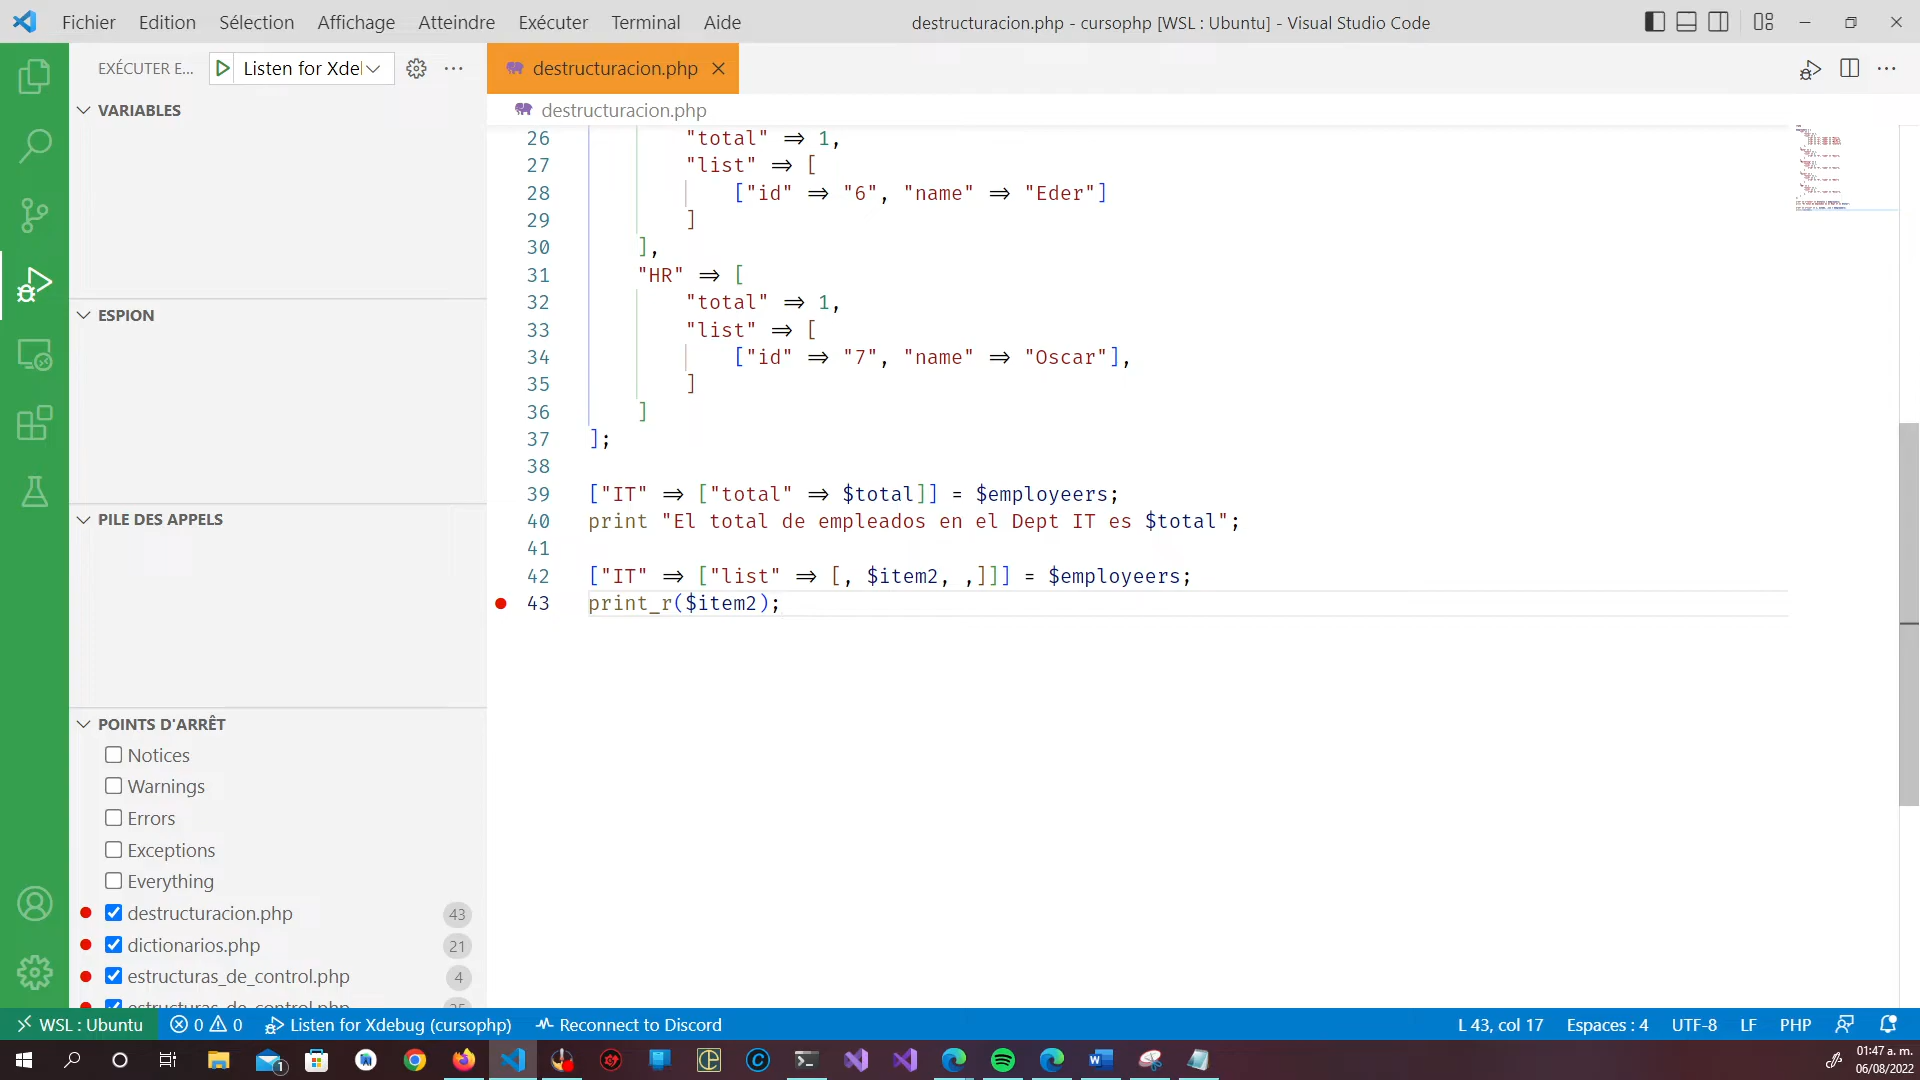 Fichier Edition Sélection Affichage Atteindre Exécuter Terminal Aide
destructuracion.php - cursophp [WSL : Ubuntu] - Visual Studio Code
EXÉCUTER E...
Listen for Xde
destructuracion.php
destructuracion.php
VARIABLES
ESPION
PILE DES APPELS
POINTS D'ARRÊT
Notices
Warnings
Errors
Exceptions
Everything
destructuracion.php 43
dictionarios.php 21
estructuras_de_control.php 4
estructuras_de_control.php
26 "total" => 1,
27 "list" => [
28 ["id" => "6", "name" => "Eder"]
29 ]
30 ],
31 "HR" => [
32 "total" => 1,
33 "list" => [
34 ["id" => "7", "name" => "Oscar"],
35 ]
36 ]
37 ];
38
39 ["IT" => ["total" => $total]] = $employeers;
40 print "El total de empleados en el Dept IT es $total";
41
42 ["IT" => ["list" => [, $item2, ,]]] = $employeers;
43 print_r($item2);
WSL : Ubuntu 0 0 Listen for Xdebug (cursophp) Reconnect to Discord
L 43, col 17 Espaces : 4 UTF-8 LF PHP
1
01:47 a. m.
06/08/2022